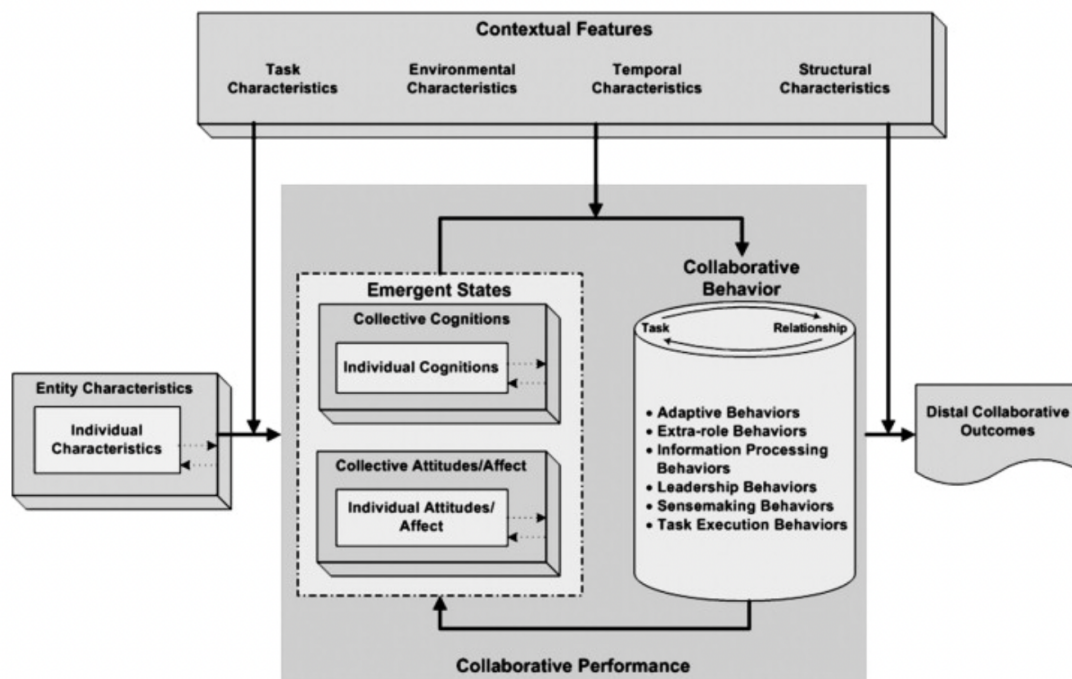 Contextual Features
Task
Characteristics
Environmental
Characteristics
Temporal
Characteristics
Structural
Characteristics
Collaborative
Behavior
Emergent States
Collective Cognitions
Individual Cognitions
Task
Relationship
Entity Characteristics
Individual
Characteristics
• Adaptive Behaviors
• Extra-role Behaviors
• Information Processing
Behaviors
• Leadership Behaviors
• Sensemaking Behaviors
• Task Execution Behaviors
Distal Collaborative
Outcomes
Collective Attitudes/Affect
Individual Attitudes/
Affect
Collaborative Performance